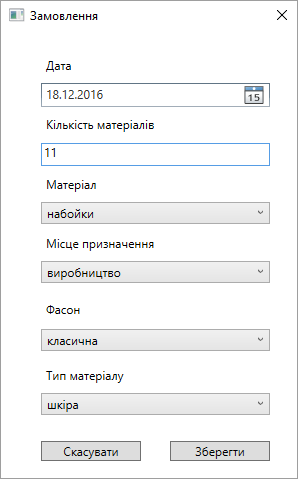 Замовлення
Дата
18.12.2016
15
Кількість матеріалів
11
Матеріал
набойки
Місце призначення
виробництво
Фасон
класична
Тип матеріалу
шкіра
Скасувати Зберегти